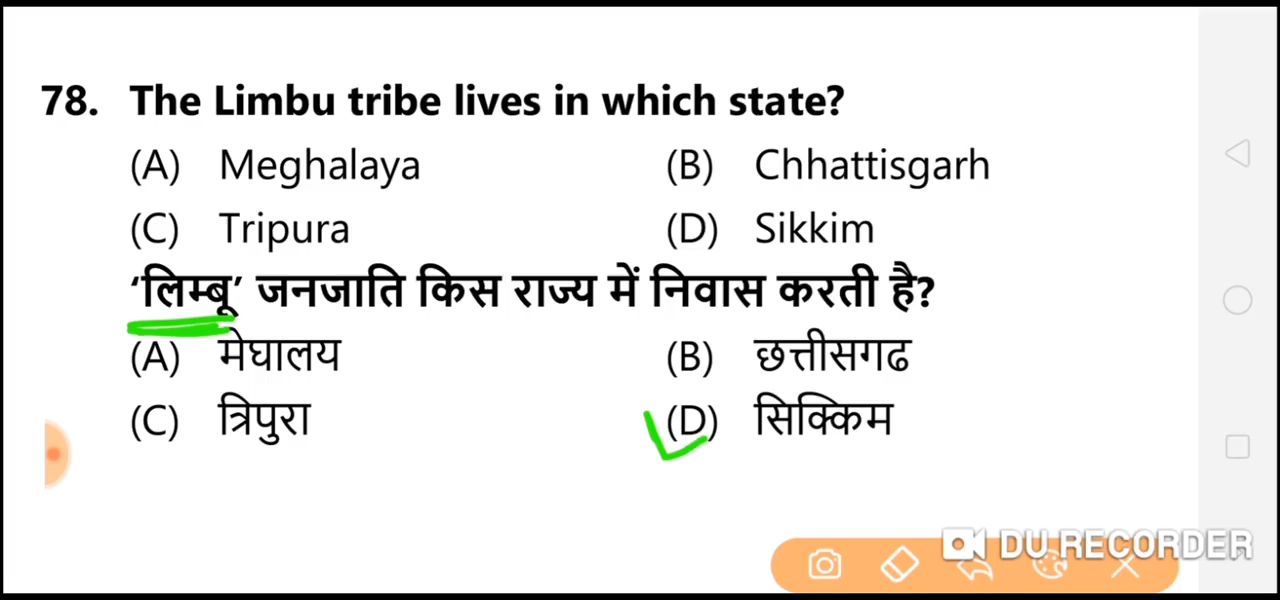 78. The Limbu tribe lives in which state?
(A) Meghalaya (B) Chhattisgarh
(C) Tripura (D) Sikkim
‘लिम्बू’ जनजाति किस राज्य में निवास करती है?
(A) मेघालय (B) छत्तीसगढ
(C) त्रिपुरा (D) सिक्किम
DU RECORDER